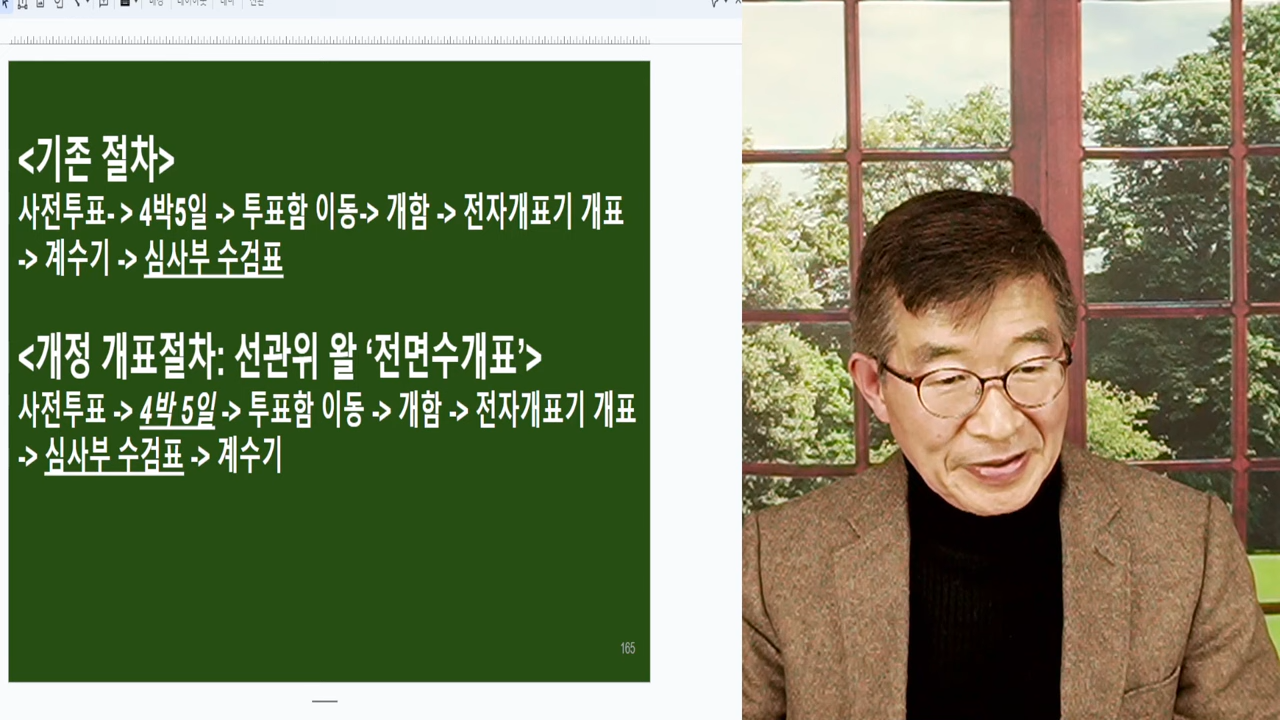 <기존 절차>
사전투표- > 4박5일 -> 투표함 이동-> 개함 -> 전자개표기 개표
-> 계수기 -> 심사부 수검표
<개정 개표절차: 선관위 왈 ‘전면수개표’>
사전투표 -> 4박 5일 -> 투표함 이동 -> 개함 -> 전자개표기 개표
-> 심사부 수검표 -> 계수기
165